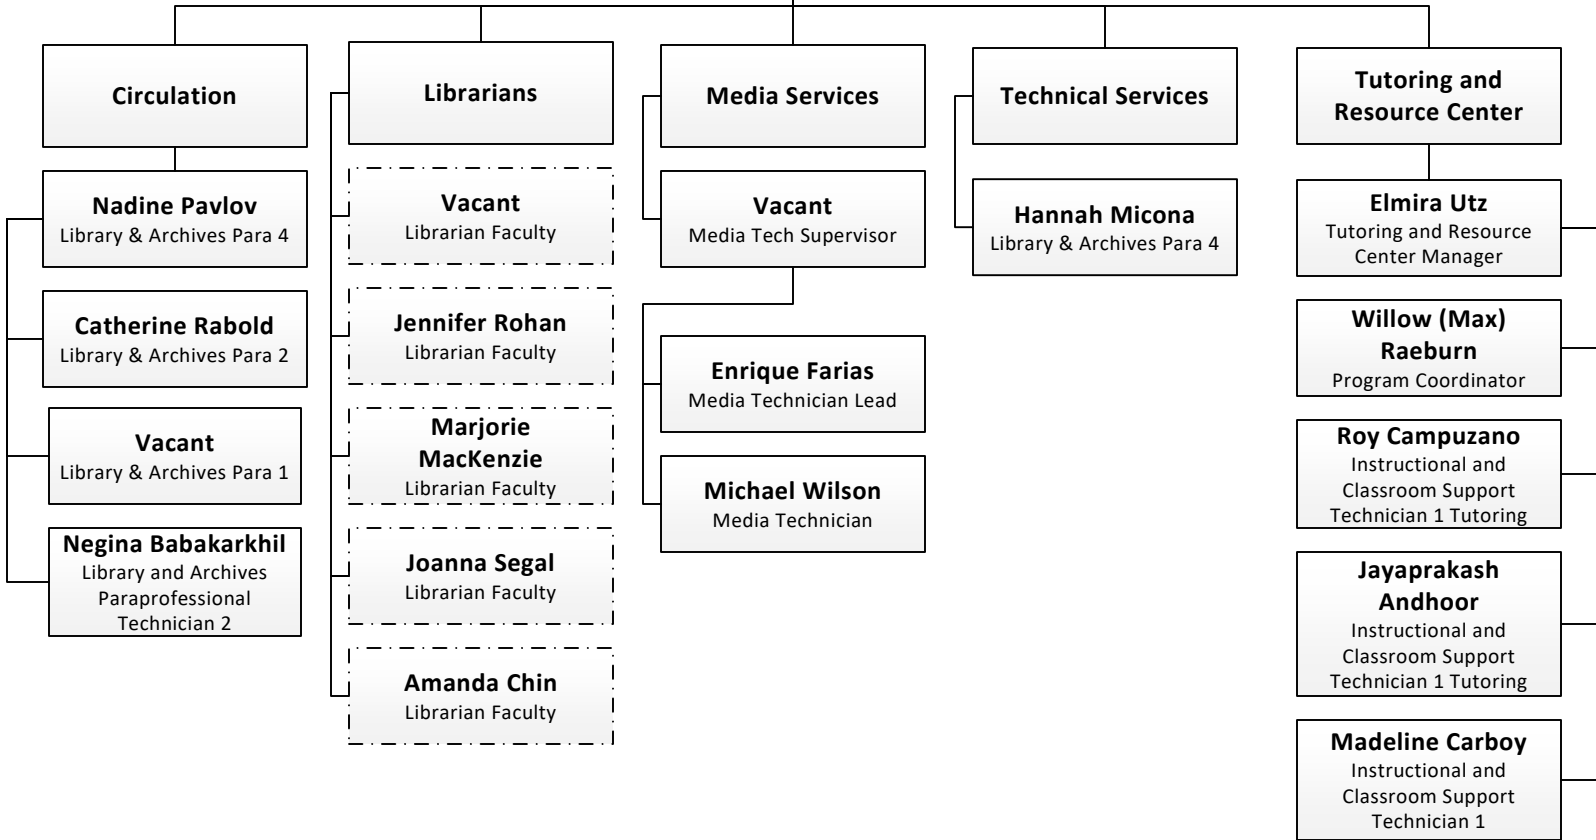 Circulation
Nadine Pavlov
Library & Archives Para 4
Catherine Rabold
Library & Archives Para 2
Vacant
Library & Archives Para 1
Negina Babakarkhil
Library and Archives
Paraprofessional
Technician 2
Librarians
Vacant
Librarian Faculty
Jennifer Rohan
Librarian Faculty
Marjorie
MacKenzie
Librarian Faculty
Joanna Segal
Librarian Faculty
Amanda Chin
Librarian Faculty
Media Services
Vacant
Media Tech Supervisor
Enrique Farias
Media Technician Lead
Michael Wilson
Media Technician
Technical Services
Hannah Micona
Library & Archives Para 4
Tutoring and
Resource Center
Elmira Utz
Tutoring and Resource
Center Manager
Willow (Max)
Raeburn
Program Coordinator
Roy Campuzano
Instructional and
Classroom Support
Technician 1 Tutoring
Jayaprakash
Andhoor
Instructional and
Classroom Support
Technician 1 Tutoring
Madeline Carboy
Instructional and
Classroom Support
Technician 1